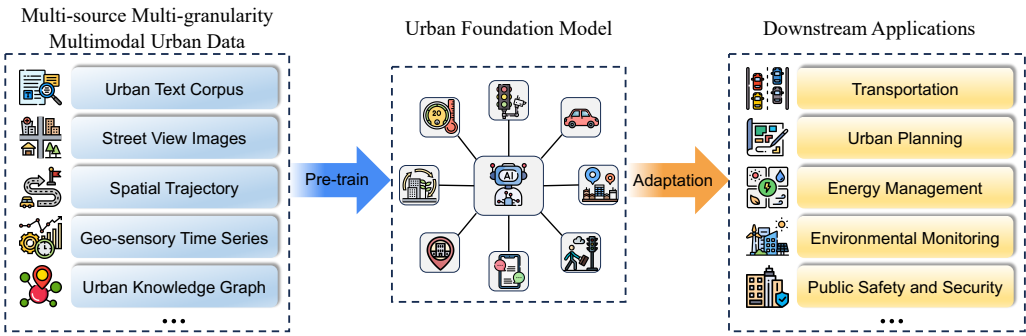 Multi-source Multi-granularity
Multimodal Urban Data
Urban Text Corpus
Street View Images
Spatial Trajectory
Geo-sensory Time Series
Urban Knowledge Graph
...
Pre-train
Urban Foundation Model
20
AI
Adaptation
Downstream Applications
Transportation
Urban Planning
Energy Management
Environmental Monitoring
Public Safety and Security
...